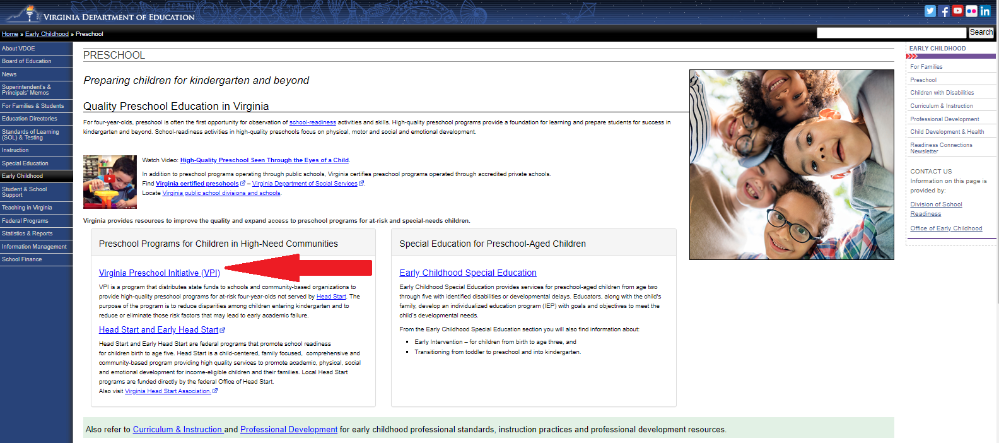 VIRGINIA DEPARTMENT OF EDUCATION
Home » Early Childhood » Preschool
Search
About VDOE
Board of Education
News
Superintendent's &
Principals' Memos
For Families & Students
Education Directories
Standards of Learning
(SOL) & Testing
Instruction
Special Education
Early Childhood
Student & School
Support
Teaching in Virginia
Federal Programs
Statistics & Reports
Information Management
School Finance
PRESCHOOL
Preparing children for kindergarten and beyond
Quality Preschool Education in Virginia
For four-year-olds, preschool is often the first opportunity for observation of school-readiness activities and skills. High-quality preschool programs provide a foundation for learning and prepare students for success in
kindergarten and beyond. School-readiness activities in high-quality preschools focus on physical, motor and social and emotional development.
Watch Video: High-Quality Preschool Seen Through the Eyes of a Child.
In addition to preschool programs operating through public schools, Virginia certifies preschool programs operated through accredited private schools.
Find Virginia certified preschools – Virginia Department of Social Services.
Locate Virginia public school divisions and schools.
Virginia provides resources to improve the quality and expand access to preschool programs for at-risk and special-needs children.
Preschool Programs for Children in High-Need Communities
Virginia Preschool Initiative (VPI)
VPI is a program that distributes state funds to schools and community-based organizations to
provide high-quality preschool programs for at-risk four-year-olds not served by Head Start. The
purpose of the program is to reduce disparities among children entering kindergarten and to
reduce or eliminate those risk factors that may lead to early academic failure.
Head Start and Early Head Start
Head Start and Early Head Start are federal programs that promote school readiness
for children birth to age five. Head Start is a child-centered, family focused, comprehensive and
community-based program providing high quality services to promote academic, physical, social
and emotional development for income-eligible children and their families. Local Head Start
programs are funded directly by the federal Office of Head Start.
Also visit Virginia Head Start Association.
Special Education for Preschool-Aged Children
Early Childhood Special Education
Early Childhood Special Education provides services for preschool-aged children from age two
through five with identified disabilities or developmental delays. Educators, along with the child's
family, develop an individualized education program (IEP) with goals and objectives to meet the
child's developmental needs.
From the Early Childhood Special Education section you will also find information about:
▪ Early Intervention – for children from birth to age three, and
▪ Transitioning from toddler to preschool and into kindergarten.
Also refer to Curriculum & Instruction and Professional Development for early childhood professional standards, instruction practices and professional development resources.
EARLY CHILDHOOD
For Families
Preschool
Children with Disabilities
Curriculum & Instruction
Professional Development
Child Development & Health
Readiness Connections
Newsletter
CONTACT US
Information on this page is
provided by:
Division of School
Readiness
Office of Early Childhood